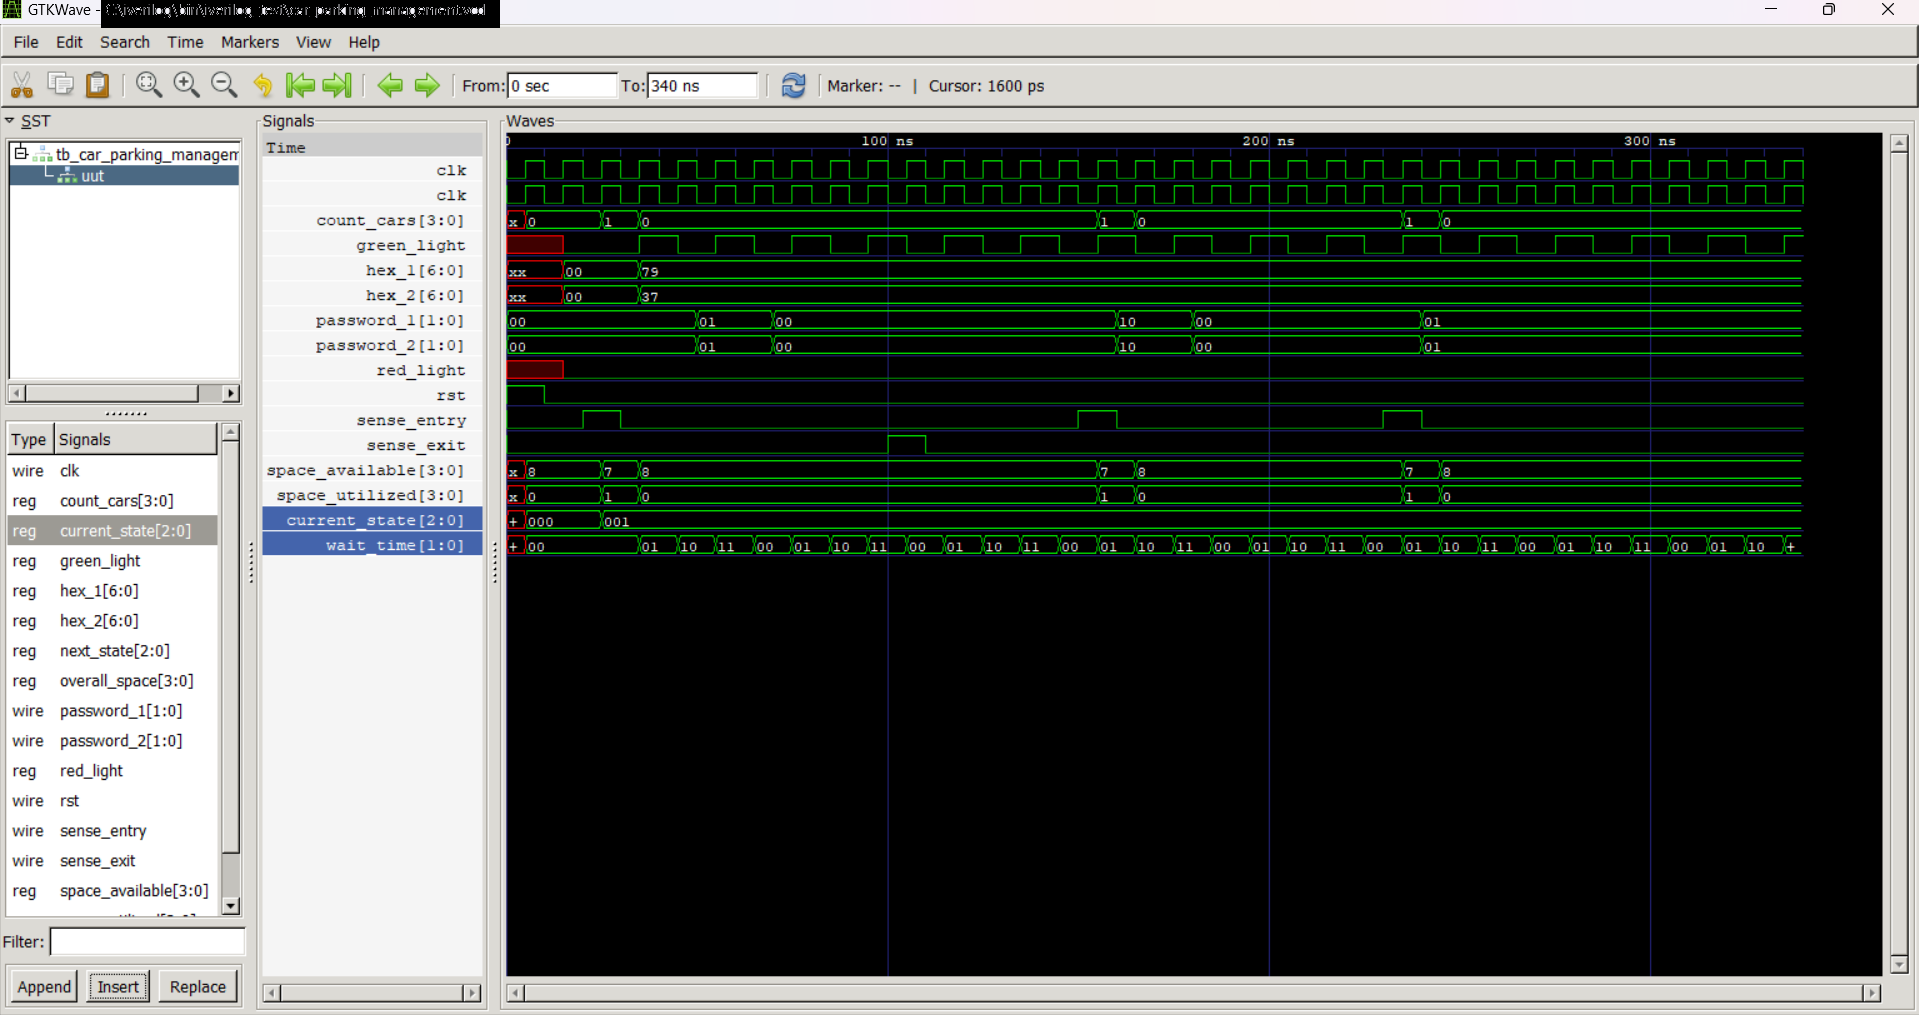 GTKWave -
File Edit Search Time Markers View Help
From: 0 sec To: 340 ns Marker: -- | Cursor: 1600 ps
SST
tb_car_parking_managem
uut
Type Signals
wire clk
reg count_cars[3:0]
reg current_state[2:0]
reg green_light
reg hex_1[6:0]
reg hex_2[6:0]
reg next_state[2:0]
reg overall_space[3:0]
wire password_1[1:0]
wire password_2[1:0]
reg red_light
wire rst
wire sense_entry
wire sense_exit
reg space_available[3:0]
Filter:
Append Insert Replace
Signals
Time
clk
clk
count_cars[3:0]
green_light
hex_1[6:0]
hex_2[6:0]
password_1[1:0]
password_2[1:0]
red_light
rst
sense_entry
sense_exit
space_available[3:0]
space_utilized[3:0]
current_state[2:0]
wait_time[1:0]
Waves
100 ns 200 ns 300 ns
x 0 1 0 1 0 1 0
xx 00 79
xx 00 37
00 01 00 10 00 01
00 01 00 10 00 01
x 8 7 8 7 8 7 8
x 0 1 0 1 0 1 0
+ 000 001
+ 00 01 10 11 00 01 10 11 00 01 10 11 00 01 10 11 00 01 10 11 00 01 10 11 00 01 10 11 00 01 10 +